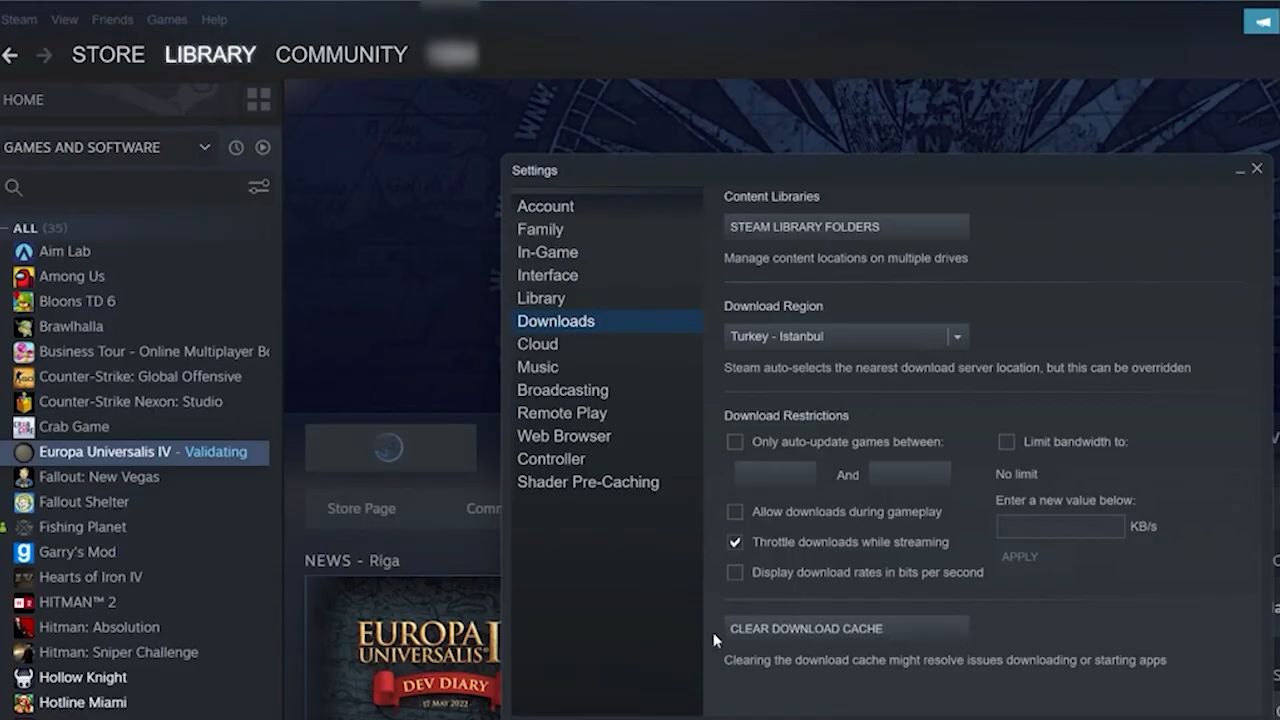 Steam View Friends Games Help
STORE LIBRARY COMMUNITY
HOME
GAMES AND SOFTWARE
ALL (35)
Aim Lab
Among Us
Bloons TD 6
Brawlhalla
Business Tour - Online Multiplayer Bo
Counter-Strike: Global Offensive
Counter-Strike Nexon: Studio
Crab Game
Europa Universalis IV - Validating
Fallout: New Vegas
Fallout Shelter
Fishing Planet
Garry's Mod
Hearts of Iron IV
HITMAN™ 2
Hitman: Absolution
Hitman: Sniper Challenge
Hollow Knight
Hotline Miami
WNW.
N
Store Page Comm
NEWS - Riga
EUROPA
UNIVERSALIS I
DEV DIARY
17 MAY 2022
Settings
Account
Family
In-Game
Interface
Library
Downloads
Cloud
Music
Broadcasting
Remote Play
Web Browser
Controller
Shader Pre-Caching
Content Libraries
STEAM LIBRARY FOLDERS
Manage content locations on multiple drives
Download Region
Turkey - Istanbul
Steam auto-selects the nearest download server location, but this can be overridden
Download Restrictions
Only auto-update games between:
And
Allow downloads during gameplay
Throttle downloads while streaming
Display download rates in bits per second
Limit bandwidth to:
No limit
Enter a new value below:
KB/s
APPLY
CLEAR DOWNLOAD CACHE
Clearing the download cache might resolve issues downloading or starting apps